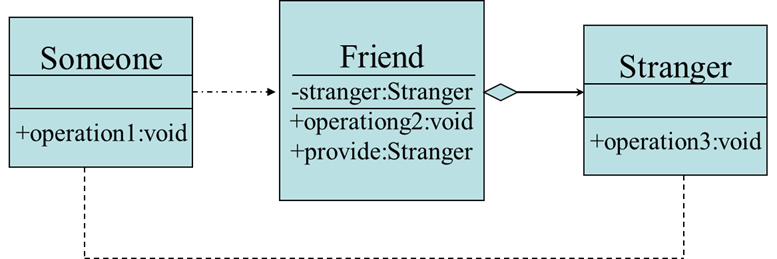 Someone
+operation1:void
Friend
-stranger:Stranger
+operationg2:void
+provide:Stranger
Stranger
+operation3:void